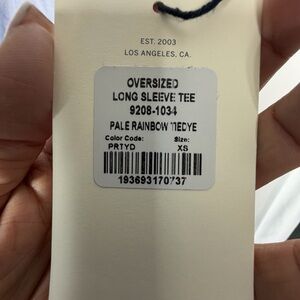 EST. 2003
LOS ANGELES, CA.
OVERSIZED
LONG SLEEVE TEE
9208-1034
PALE RAINBOW TIEDYE
Color Code: Size:
PRTYD XS
193693170737